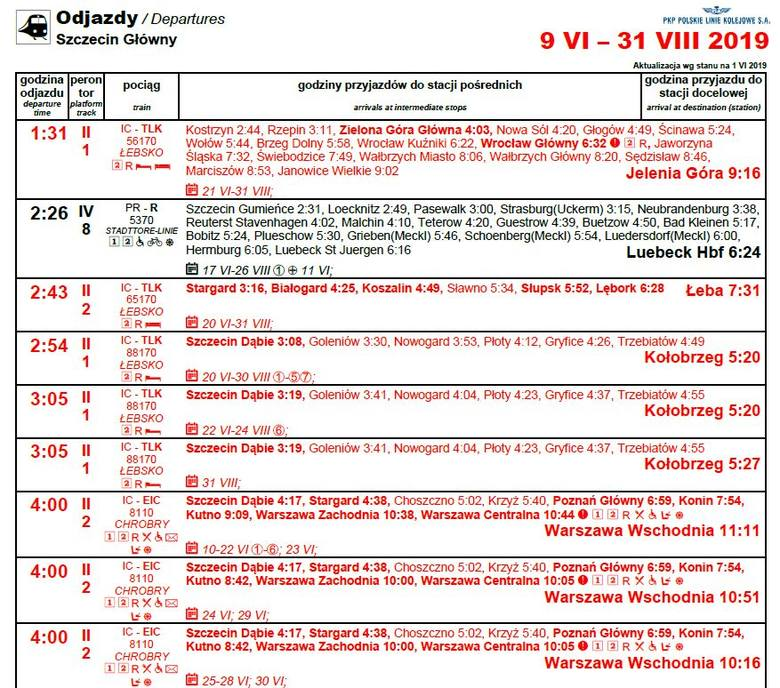 Odjazdy / Departures
Szczecin Główny
PKP POLSKIE LINIE KOLEJOWE S.A.
9 VI – 31 VIII 2019
Aktualizacja wg stanu na 1 VI 2019
godzina odjazdu departure time
peron tor platform track
pociąg train
godziny przyjazdów do stacji pośrednich arrivals at intermediate stops
godzina przyjazdu do stacji docelowej arrival at destination (station)
1:31 II 1 IC - TLK 56170 ŁEBSKO 2 R
Kostrzyn 2:44, Rzepin 3:11, Zielona Góra Główna 4:03, Nowa Sól 4:20, Głogów 4:49, Ścinawa 5:24,
Wołów 5:44, Brzeg Dolny 5:58, Wrocław Kuźniki 6:22, Wrocław Główny 6:32 2 R, Jaworzyna
Śląska 7:32, Świebodzice 7:49, Wałbrzych Miasto 8:06, Wałbrzych Główny 8:20, Sędzisław 8:46,
Marciszów 8:53, Janowice Wielkie 9:02
Jelenia Góra 9:16
21 VI-31 VIII;
2:26 IV 8 PR - R 5370 STADTTORE-LINIE 1 2
Szczecin Gumieńce 2:31, Loecknitz 2:49, Pasewalk 3:00, Strasburg(Uckerm) 3:15, Neubrandenburg 3:38,
Reuterst Stavenhagen 4:02, Malchin 4:10, Teterow 4:20, Guestrow 4:39, Buetzow 4:50, Bad Kleinen 5:17,
Bobitz 5:24, Plueschow 5:30, Grieben(Meckl) 5:46, Schoenberg(Meckl) 5:54, Luedersdorf(Meckl) 6:00,
Hermburg 6:05, Luebeck St Juergen 6:16
Luebeck Hbf 6:24
17 VI-26 VIII ① ⊕ 11 VI;
2:43 II 2 IC - TLK 65170 ŁEBSKO 2 R
Stargard 3:16, Białogard 4:25, Koszalin 4:49, Sławno 5:34, Słupsk 5:52, Lębork 6:28
Łeba 7:31
20 VI-31 VIII;
2:54 II 1 IC - TLK 88170 ŁEBSKO 2 R
Szczecin Dąbie 3:08, Goleniów 3:30, Nowogard 3:53, Płoty 4:12, Gryfice 4:26, Trzebiatów 4:49
Kołobrzeg 5:20
20 VI-30 VIII ①-⑤⑦;
3:05 II 1 IC - TLK 88170 ŁEBSKO 2 R
Szczecin Dąbie 3:19, Goleniów 3:41, Nowogard 4:04, Płoty 4:23, Gryfice 4:37, Trzebiatów 4:55
Kołobrzeg 5:20
22 VI-24 VIII ⑥;
3:05 II 1 IC - TLK 88170 ŁEBSKO 2 R
Szczecin Dąbie 3:19, Goleniów 3:41, Nowogard 4:04, Płoty 4:23, Gryfice 4:37, Trzebiatów 4:55
Kołobrzeg 5:27
31 VIII;
4:00 II 2 IC - EIC 8110 CHROBRY 1 2 R
Szczecin Dąbie 4:17, Stargard 4:38, Choszczno 5:02, Krzyż 5:40, Poznań Główny 6:59, Konin 7:54,
Kutno 9:09, Warszawa Zachodnia 10:38, Warszawa Centralna 10:44 1 2 R
Warszawa Wschodnia 11:11
10-22 VI ①-⑥; 23 VI;
4:00 II 2 IC - EIC 8110 CHROBRY 1 2 R
Szczecin Dąbie 4:17, Stargard 4:38, Choszczno 5:02, Krzyż 5:40, Poznań Główny 6:59, Konin 7:44,
Kutno 8:42, Warszawa Zachodnia 10:00, Warszawa Centralna 10:05 1 2 R
Warszawa Wschodnia 10:51
24 VI; 29 VI;
4:00 II 2 IC - EIC 8110 CHROBRY 1 2 R
Szczecin Dąbie 4:17, Stargard 4:38, Choszczno 5:02, Krzyż 5:40, Poznań Główny 6:59, Konin 7:44,
Kutno 8:42, Warszawa Zachodnia 10:00, Warszawa Centralna 10:05 1 2 R
Warszawa Wschodnia 10:16
25-28 VI; 30 VI;